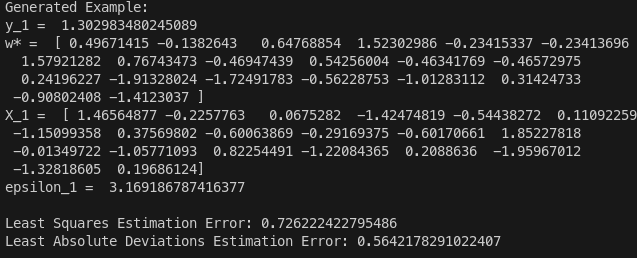 Generated Example:
y_1 =  1.302983480245089
w* =  [ 0.49671415 -0.1382643   0.64768854  1.52302986 -0.23415337 -0.23413696
  1.57921282  0.76743473 -0.46947439  0.54256004 -0.46341769 -0.46572975
  0.24196227 -1.91328024 -1.72491783 -0.56228753 -1.01283112  0.31424733
 -0.90802408 -1.4123037 ]
X_1 =  [ 1.46564877 -0.2257763   0.0675282  -1.42474819 -0.54438272  0.11092259
 -1.15099358  0.37569802 -0.60063869 -0.29169375 -0.60170661  1.85227818
 -0.01349722 -1.05771093  0.82254491 -1.22084365  0.2088636  -1.95967012
 -1.32818605  0.19686124]
epsilon_1 =  3.169186787416377

Least Squares Estimation Error: 0.726222422795486
Least Absolute Deviations Estimation Error: 0.5642178291022407